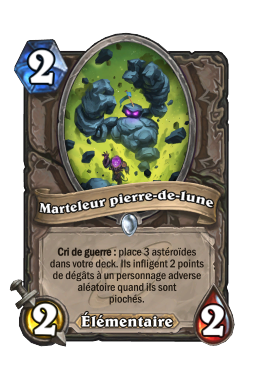 2
Marteleur pierre-de-lune
Cri de guerre : place 3 astéroïdes
dans votre deck. Ils infligent 2 points
de dégâts à un personnage adverse
aléatoire quand ils sont
piochés.
2
Élémentaire
2